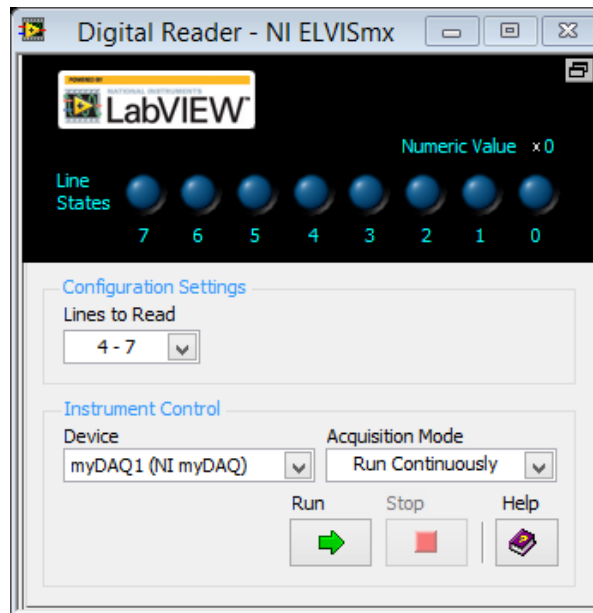 Digital Reader - NI ELVISmx
POWERED BY
NATIONAL INSTRUMENTS
LabVIEW™
Numeric Value x 0
Line
States
7 6 5 4 3 2 1 0
Configuration Settings
Lines to Read
4 - 7
Instrument Control
Device Acquisition Mode
myDAQ1 (NI myDAQ) Run Continuously
Run Stop Help